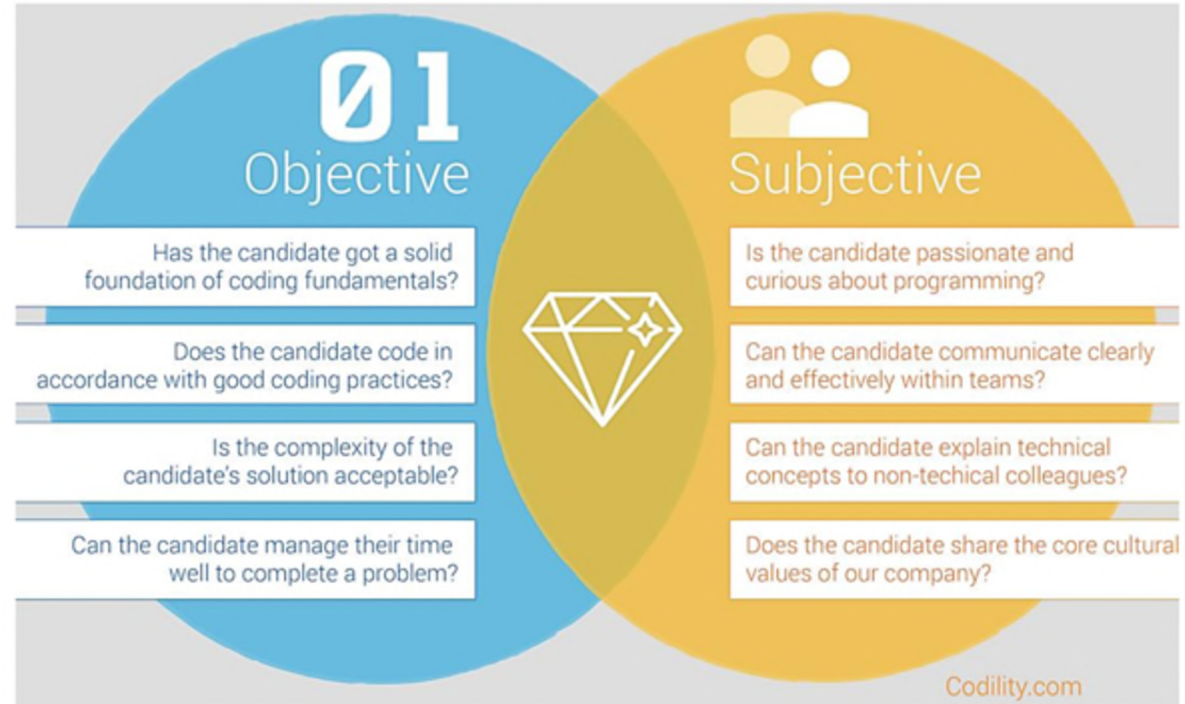 01
Objective
Has the candidate got a solid
foundation of coding fundamentals?
Does the candidate code in
accordance with good coding practices?
Is the complexity of the
candidate's solution acceptable?
Can the candidate manage their time
well to complete a problem?
Subjective
Is the candidate passionate and
curious about programming?
Can the candidate communicate clearly
and effectively within teams?
Can the candidate explain technical
concepts to non-techical colleagues?
Does the candidate share the core cultural
values of our company?
Codility.com